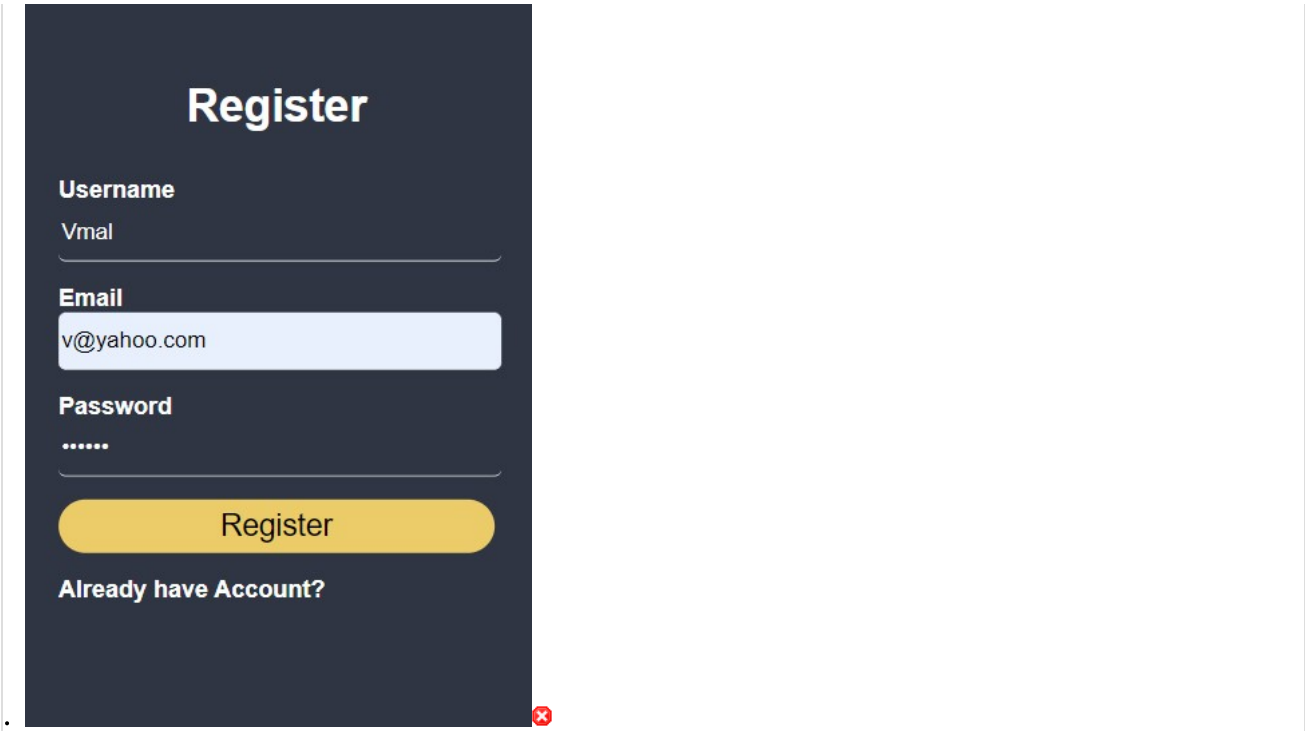 Register
Username
Vmal
Email
v@yahoo.com
Password
••••••
Register
Already have Account?